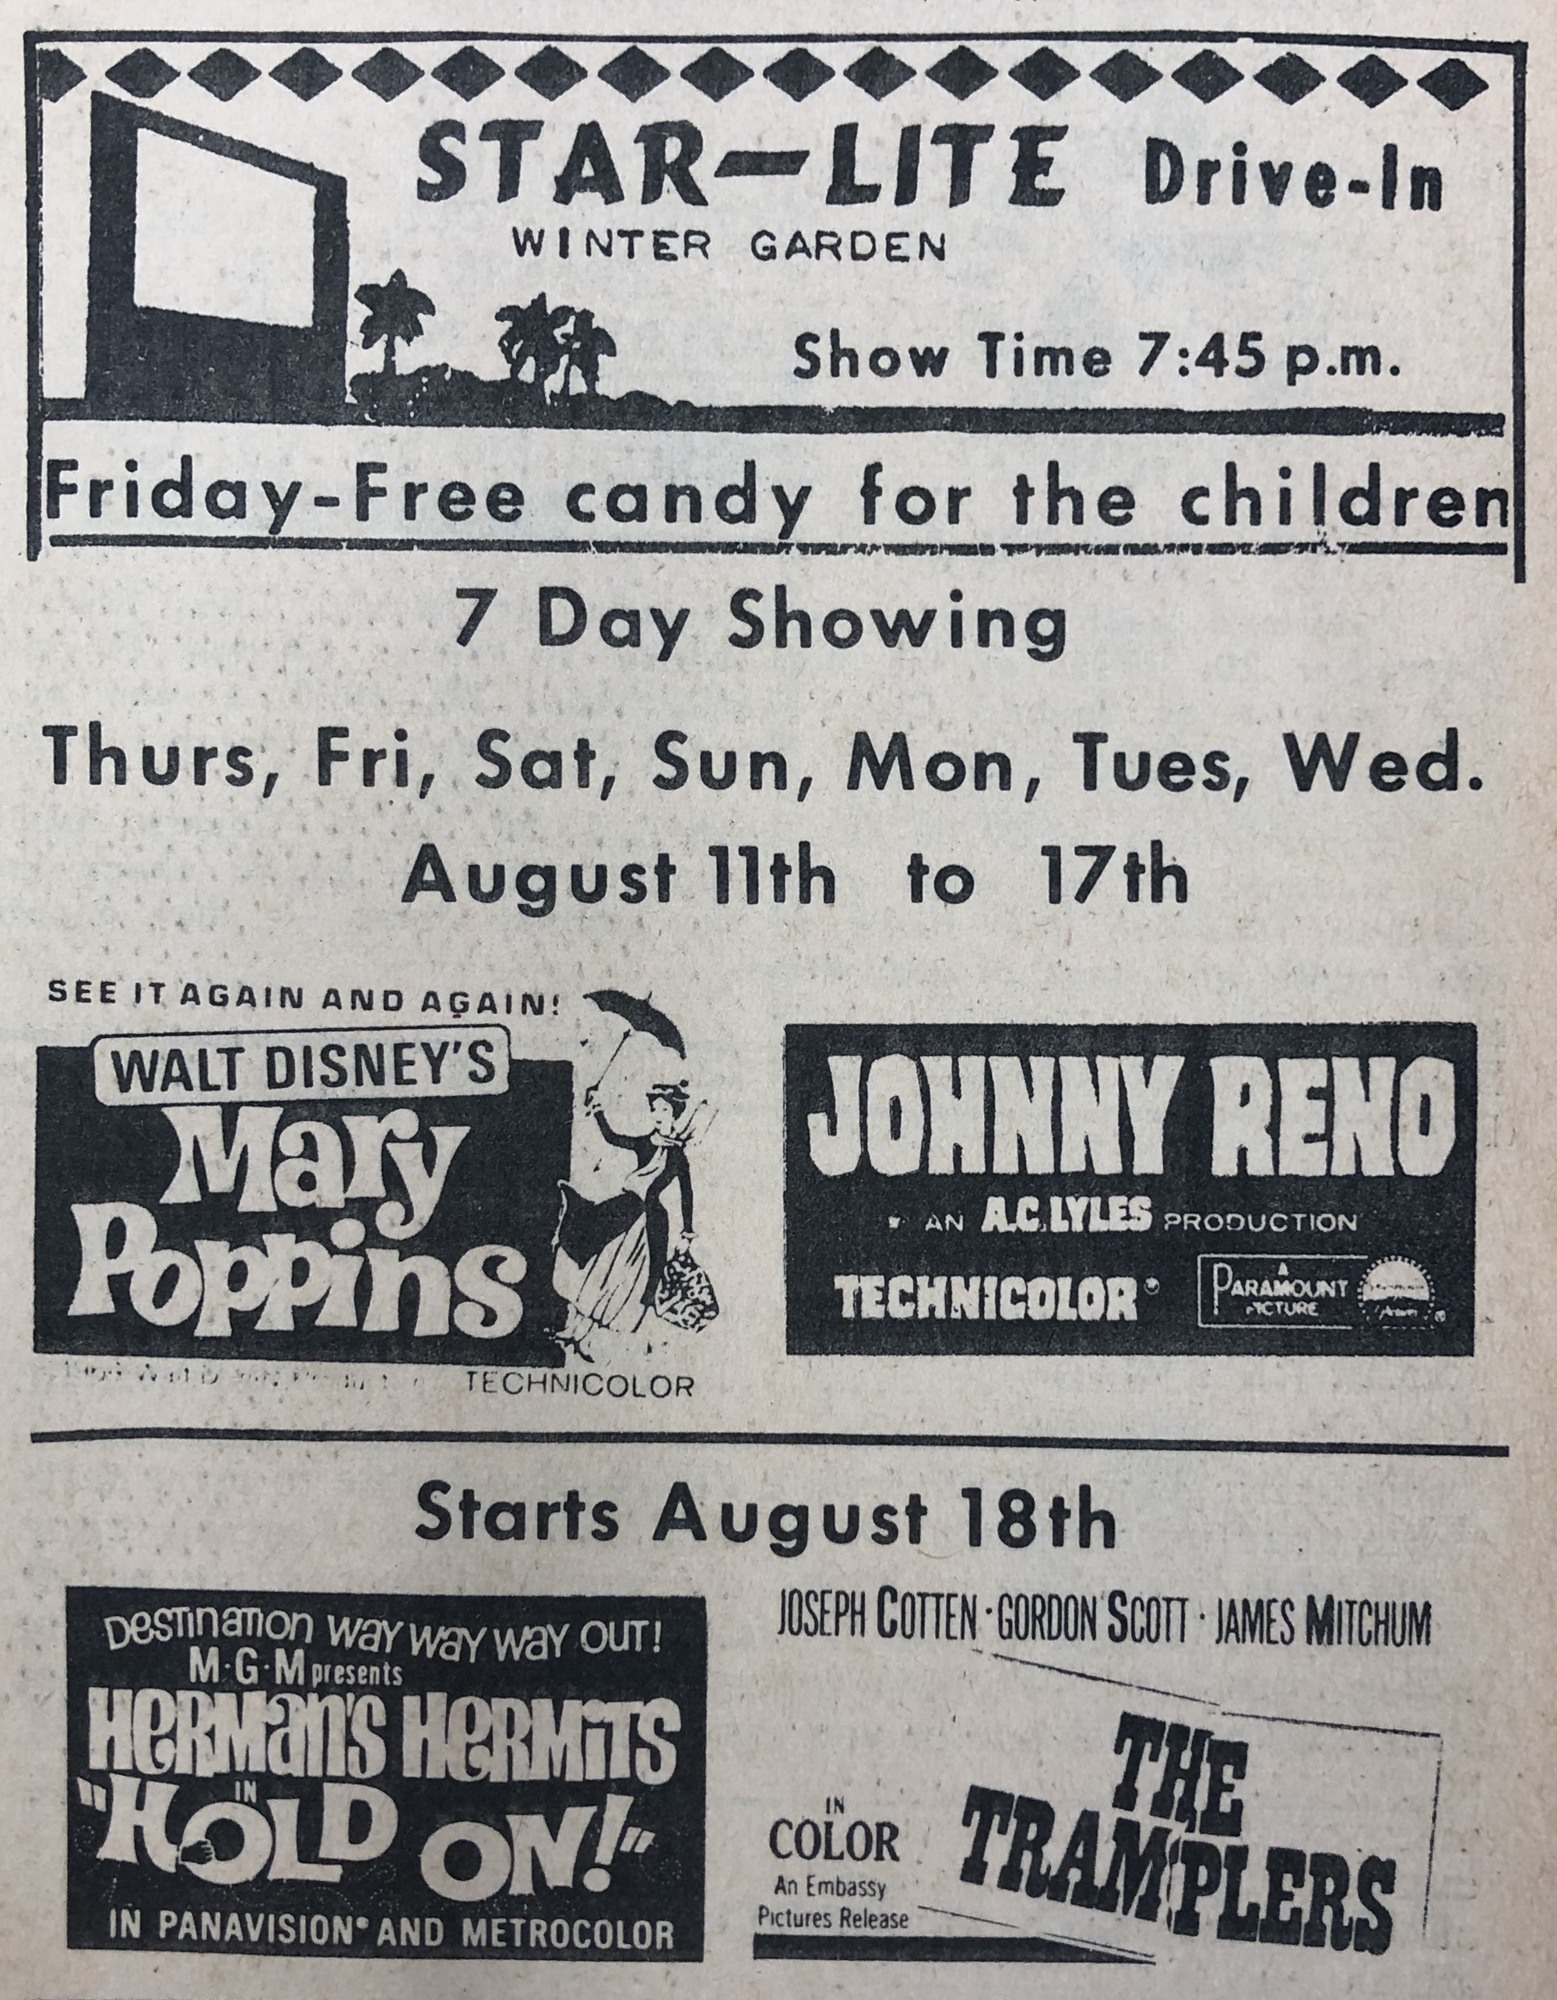 STAR-LITE Drive-In
WINTER GARDEN
Show Time 7:45 p.m.
Friday-Free candy for the children
7 Day Showing
Thurs, Fri, Sat, Sun, Mon, Tues, Wed.
August 11th to 17th
SEE IT AGAIN AND AGAIN!
WALT DISNEY'S
Mary
Poppins
TECHNICOLOR
JOHNNY RENO
AN A.C. LYLES PRODUCTION
TECHNICOLOR®
A
PARAMOUNT
PICTURE
Starts August 18th
Destination way way way out!
M·G·M presents
Herman's Hermits
IN
"HOLD ON!"
IN PANAVISION® AND METROCOLOR
JOSEPH COTTEN · GORDON SCOTT · JAMES MITCHUM
THE
TRAMPLERS
IN
COLOR
An Embassy
Pictures Release